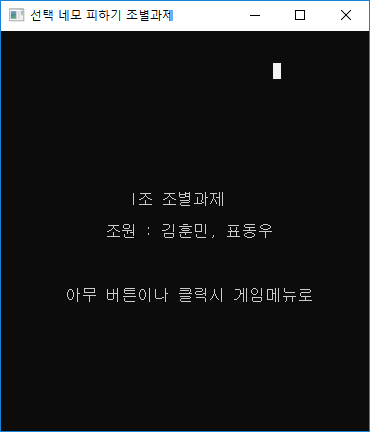 선택 네모 피하기 조별과제
1조 조별과제
조원 : 김훈민, 표동우
아무 버튼이나 클릭시 게임메뉴로